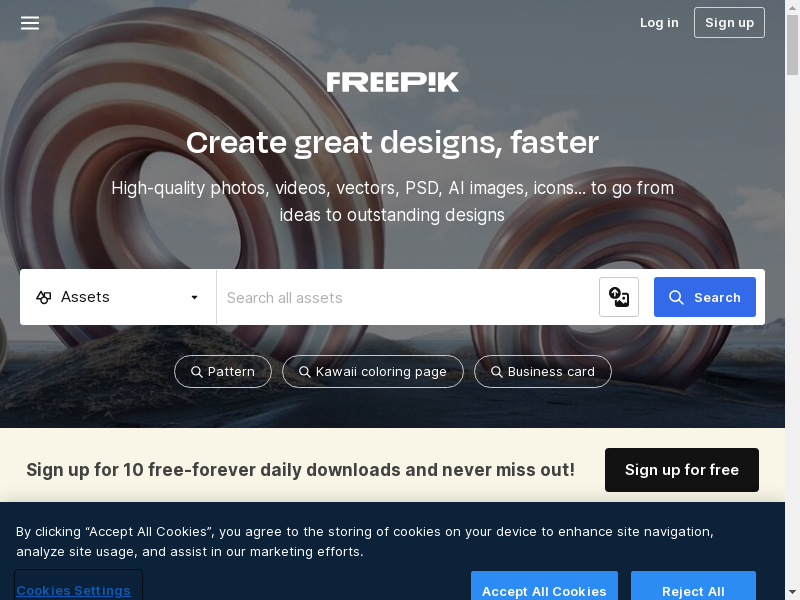 Log in
Sign up
FREEPIK
Create great designs, faster
High-quality photos, videos, vectors, PSD, AI images, icons... to go from
ideas to outstanding designs
Assets
Search all assets
Search
Pattern
Kawaii coloring page
Business card
Sign up for 10 free-forever daily downloads and never miss out!
Sign up for free
By clicking “Accept All Cookies”, you agree to the storing of cookies on your device to enhance site navigation,
analyze site usage, and assist in our marketing efforts.
Cookies Settings
Accept All Cookies
Reject All